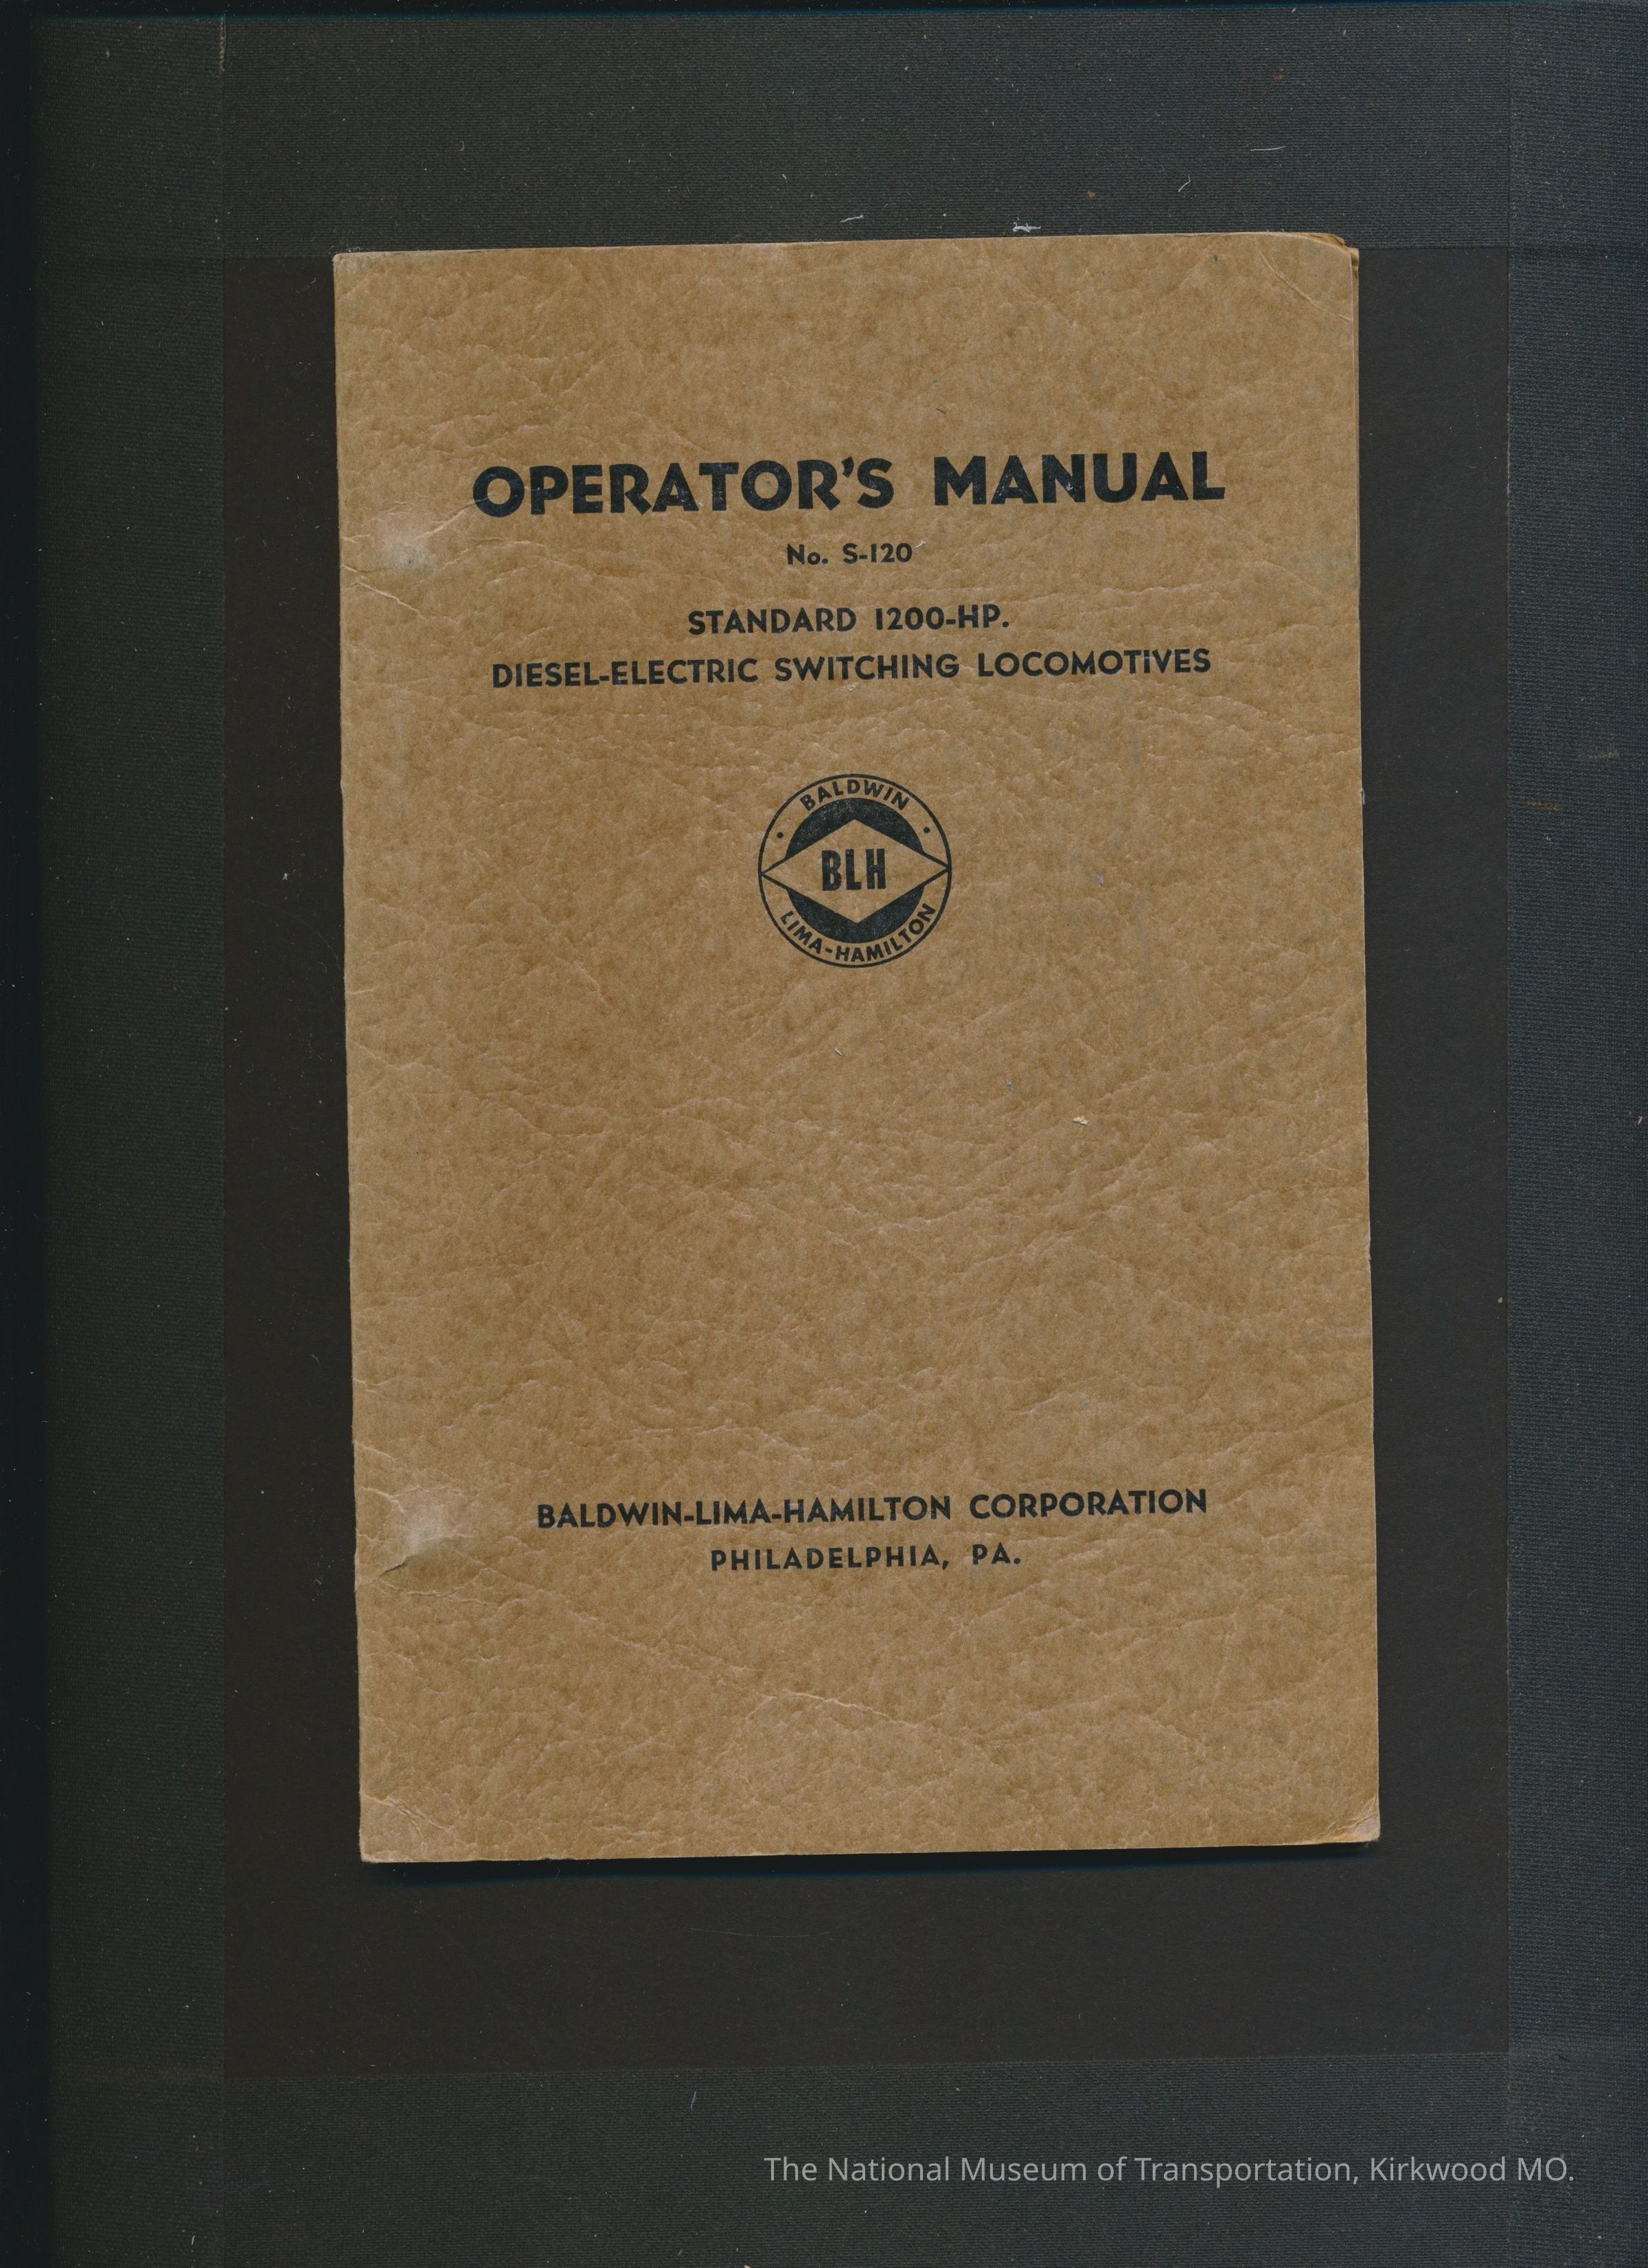 OPERATOR'S MANUAL
No. S-120
STANDARD 1200-HP.
DIESEL-ELECTRIC SWITCHING LOCOMOTIVES
BALDWIN
BLH
LIMA-HAMILTON
BALDWIN-LIMA-HAMILTON CORPORATION
PHILADELPHIA, PA.
The National Museum of Transportation, Kirkwood MO.